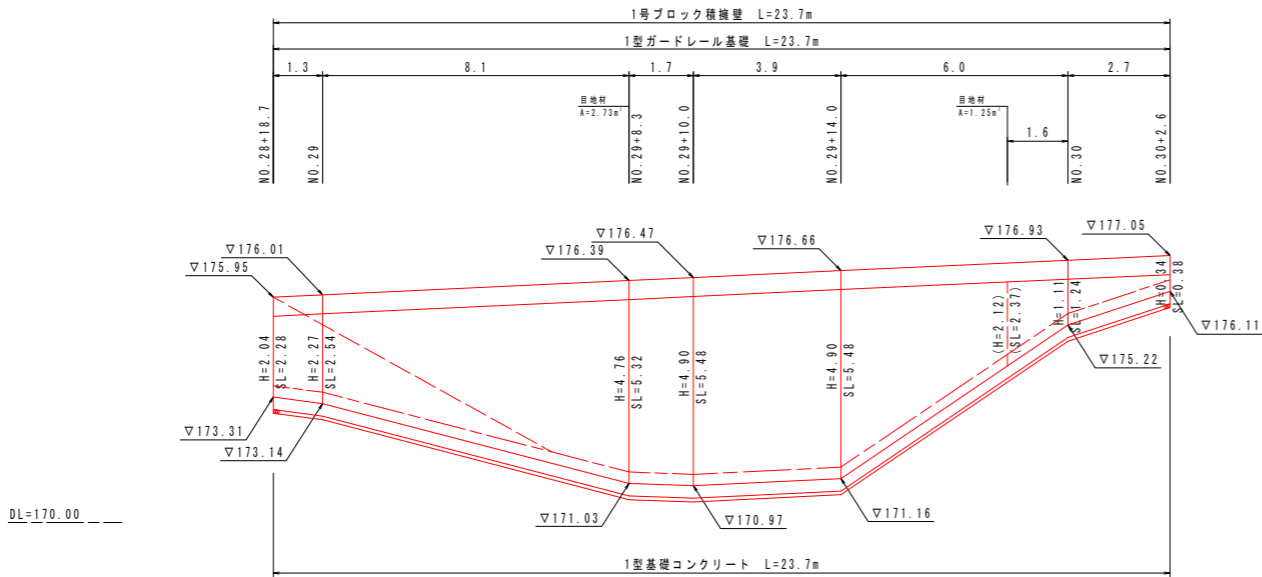 1号ブロック積擁壁 L=23.7m
1型ガードレール基礎 L=23.7m
1.3
8.1
1.7
3.9
6.0
2.7
目地材
A=2.73m²
目地材
A=1.25m²
1.6
NO.28+18.7
NO.29
NO.29+8.3
NO.29+10.0
NO.29+14.0
NO.30
NO.30+2.6
▽175.95
▽176.01
▽176.39
▽176.47
▽176.66
▽176.93
▽177.05
H=2.04
SL=2.28
H=2.27
SL=2.54
H=4.76
SL=5.32
H=4.90
SL=5.48
H=4.90
SL=5.48
(H=2.12)
(SL=2.37)
H=1.11
SL=1.24
H=0.34
SL=0.38
▽173.31
▽173.14
▽171.03
▽170.97
▽171.16
▽175.22
▽176.11
DL=170.00
1型基礎コンクリート L=23.7m